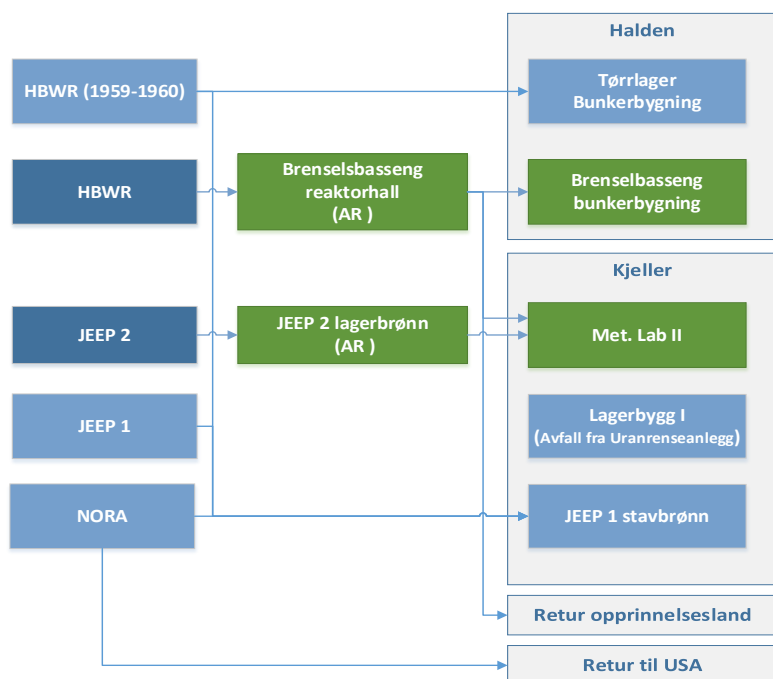 Halden
HBWR (1959-1960)
Tørrlager
Bunkerbygning
HBWR
Brenselsbasseng
reaktorhall
(AR )
Brenselbasseng
bunkerbygning
Kjeller
JEEP 2
JEEP 2 lagerbrønn
(AR )
Met. Lab II
JEEP 1
Lagerbygg I
(Avfall fra Uranrenseanlegg)
NORA
JEEP 1 stavbrønn
Retur opprinnelsesland
Retur til USA